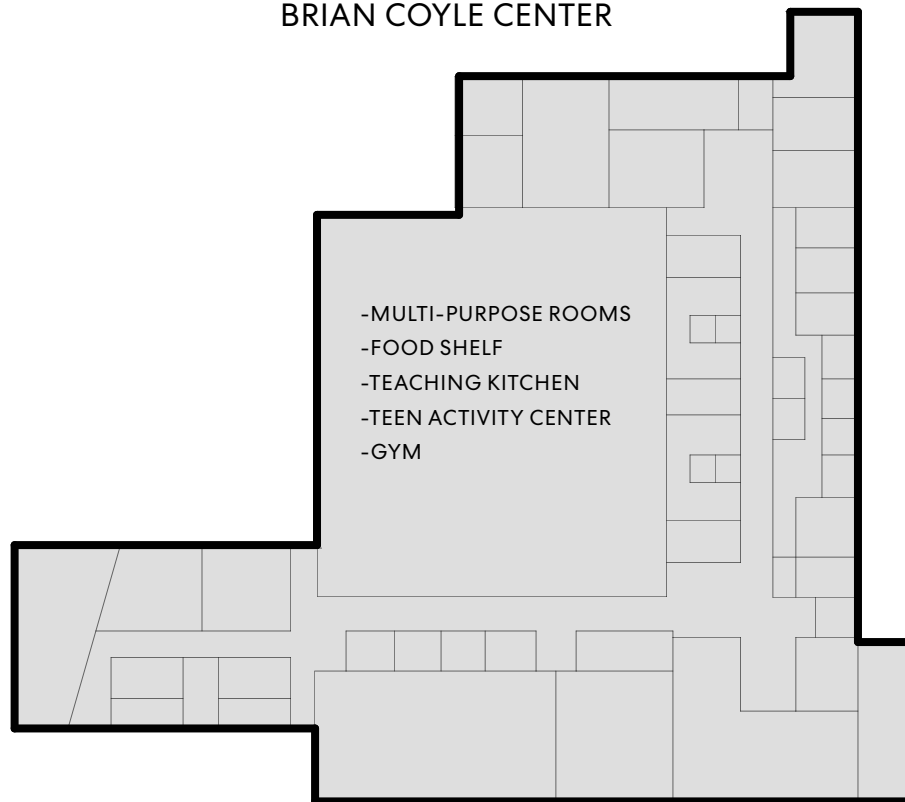 BRIAN COYLE CENTER
-MULTI-PURPOSE ROOMS
-FOOD SHELF
-TEACHING KITCHEN
-TEEN ACTIVITY CENTER
-GYM